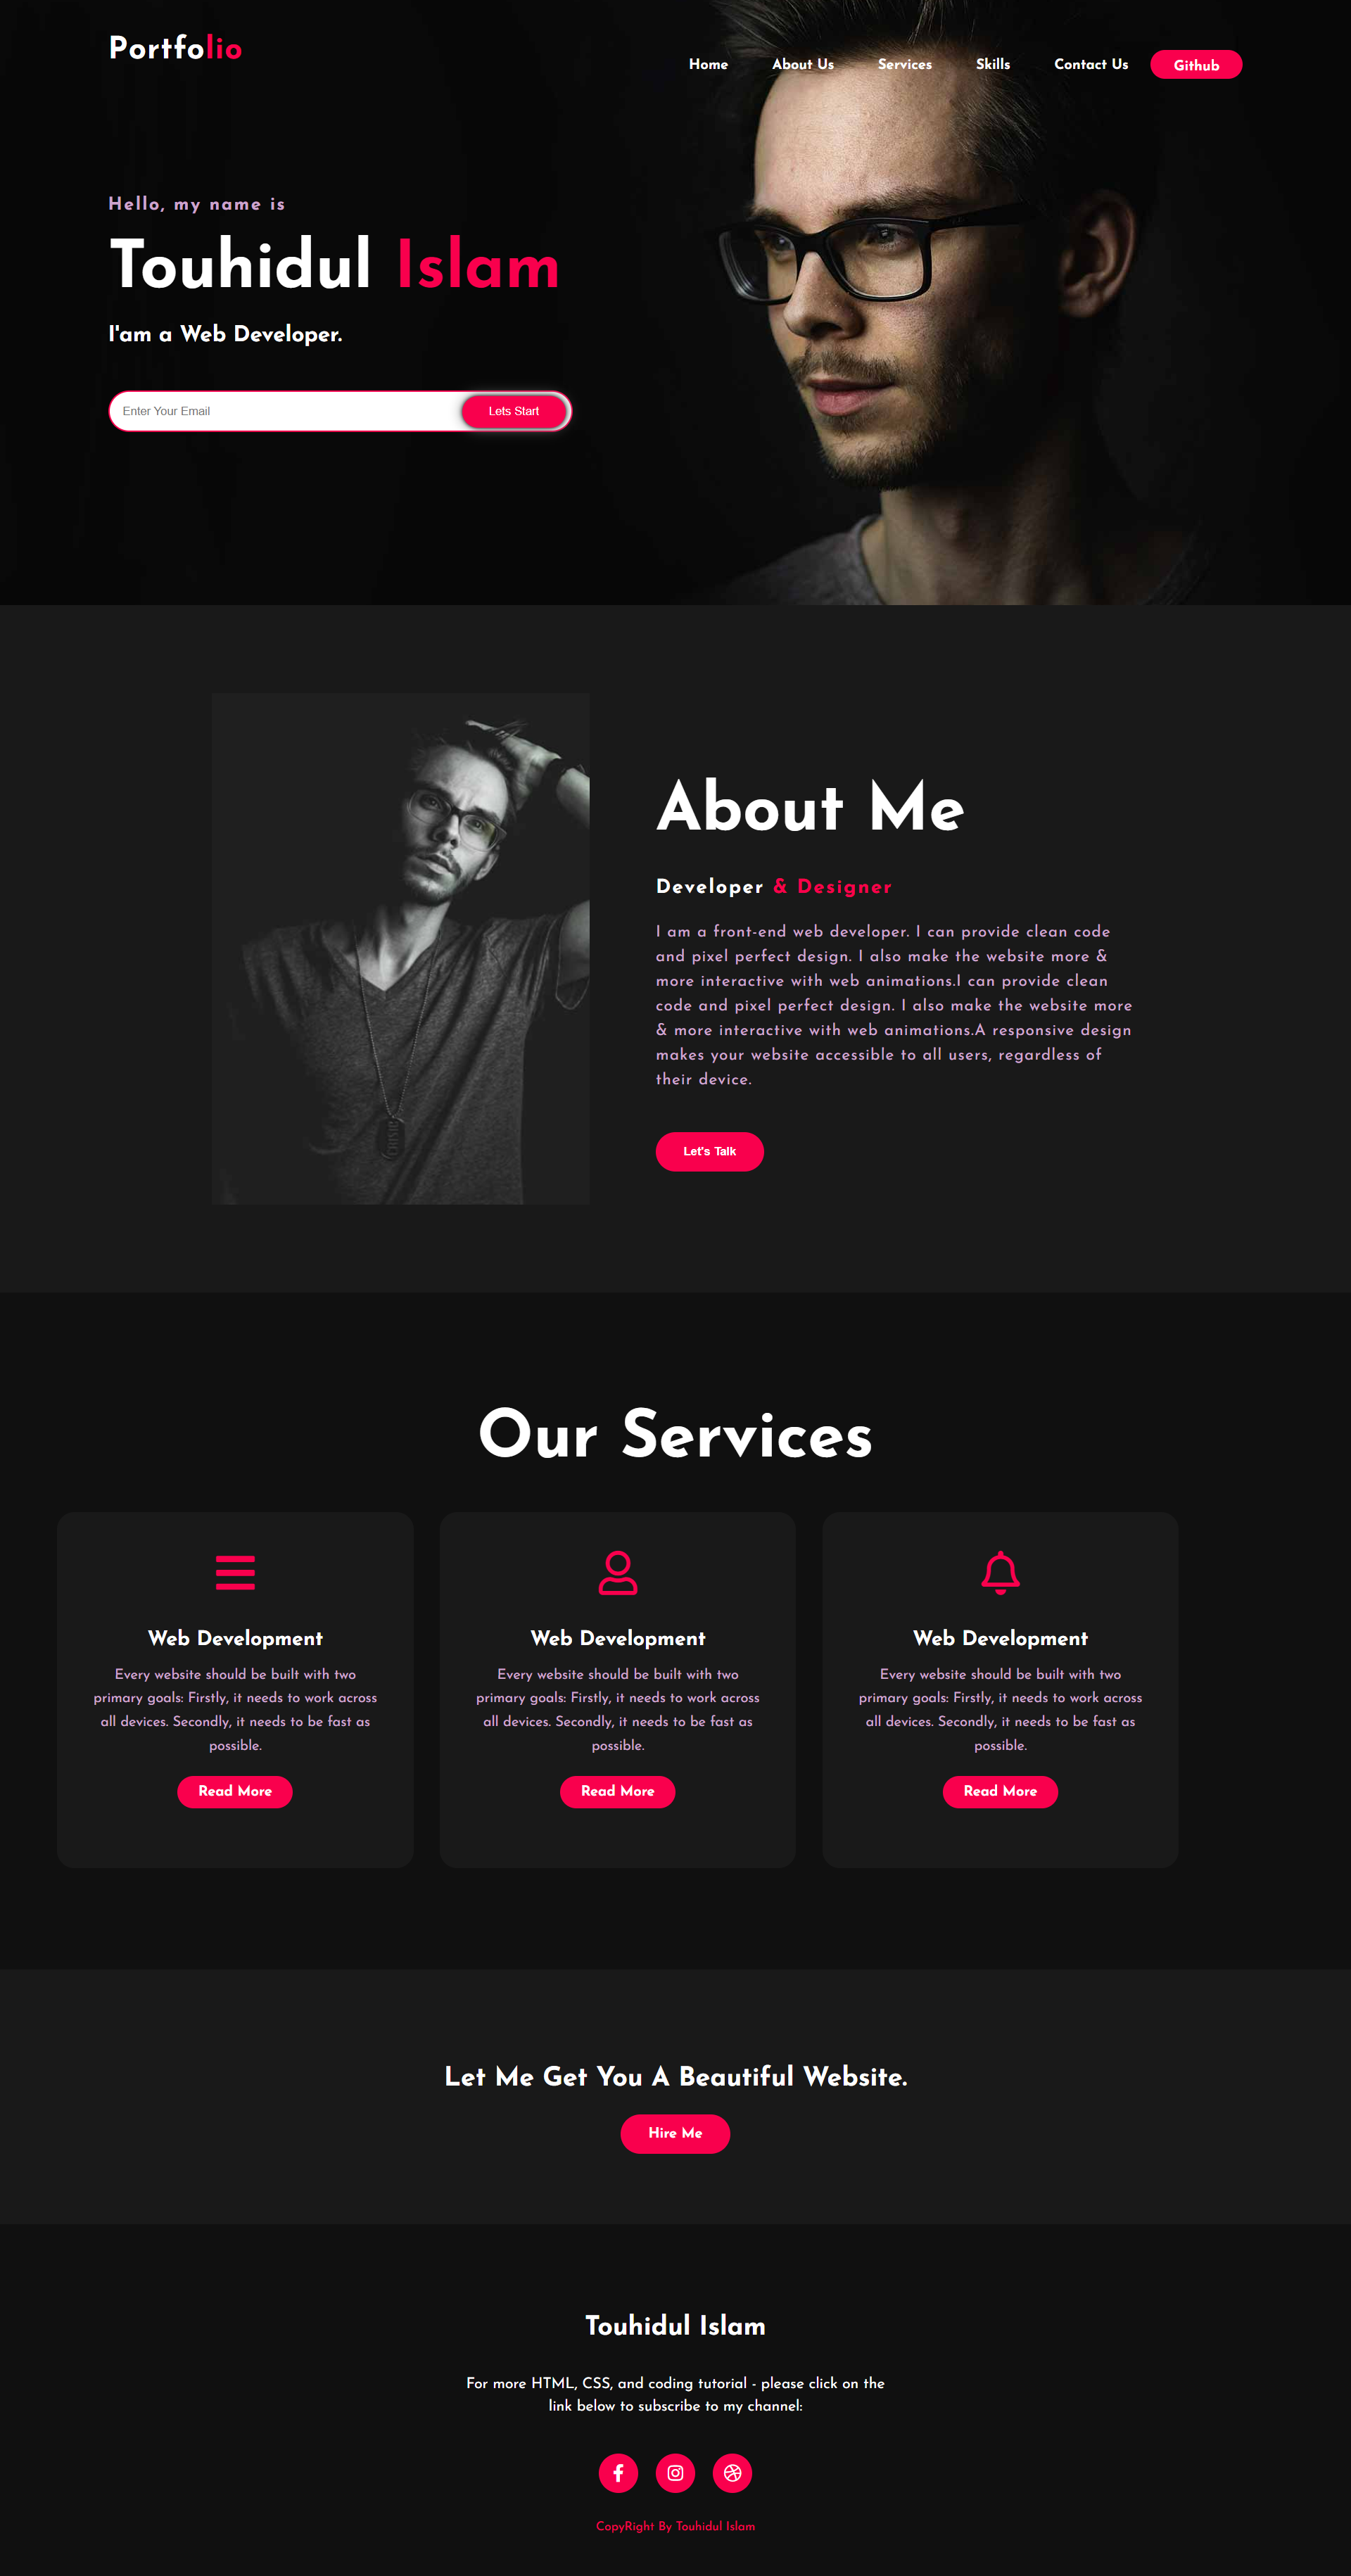 Portfolio
Home About Us Services Skills Contact Us Github
Hello, my name is
Touhidul Islam
I'am a Web Developer.
Enter Your Email Lets Start
About Me
Developer & Designer
I am a front-end web developer. I can provide clean code
and pixel perfect design. I also make the website more &
more interactive with web animations.I can provide clean
code and pixel perfect design. I also make the website more
& more interactive with web animations.A responsive design
makes your website accessible to all users, regardless of
their device.
Let's Talk
Our Services
Web Development
Every website should be built with two
primary goals: Firstly, it needs to work across
all devices. Secondly, it needs to be fast as
possible.
Read More
Web Development
Every website should be built with two
primary goals: Firstly, it needs to work across
all devices. Secondly, it needs to be fast as
possible.
Read More
Web Development
Every website should be built with two
primary goals: Firstly, it needs to work across
all devices. Secondly, it needs to be fast as
possible.
Read More
Let Me Get You A Beautiful Website.
Hire Me
Touhidul Islam
For more HTML, CSS, and coding tutorial - please click on the
link below to subscribe to my channel:
CopyRight By Touhidul Islam